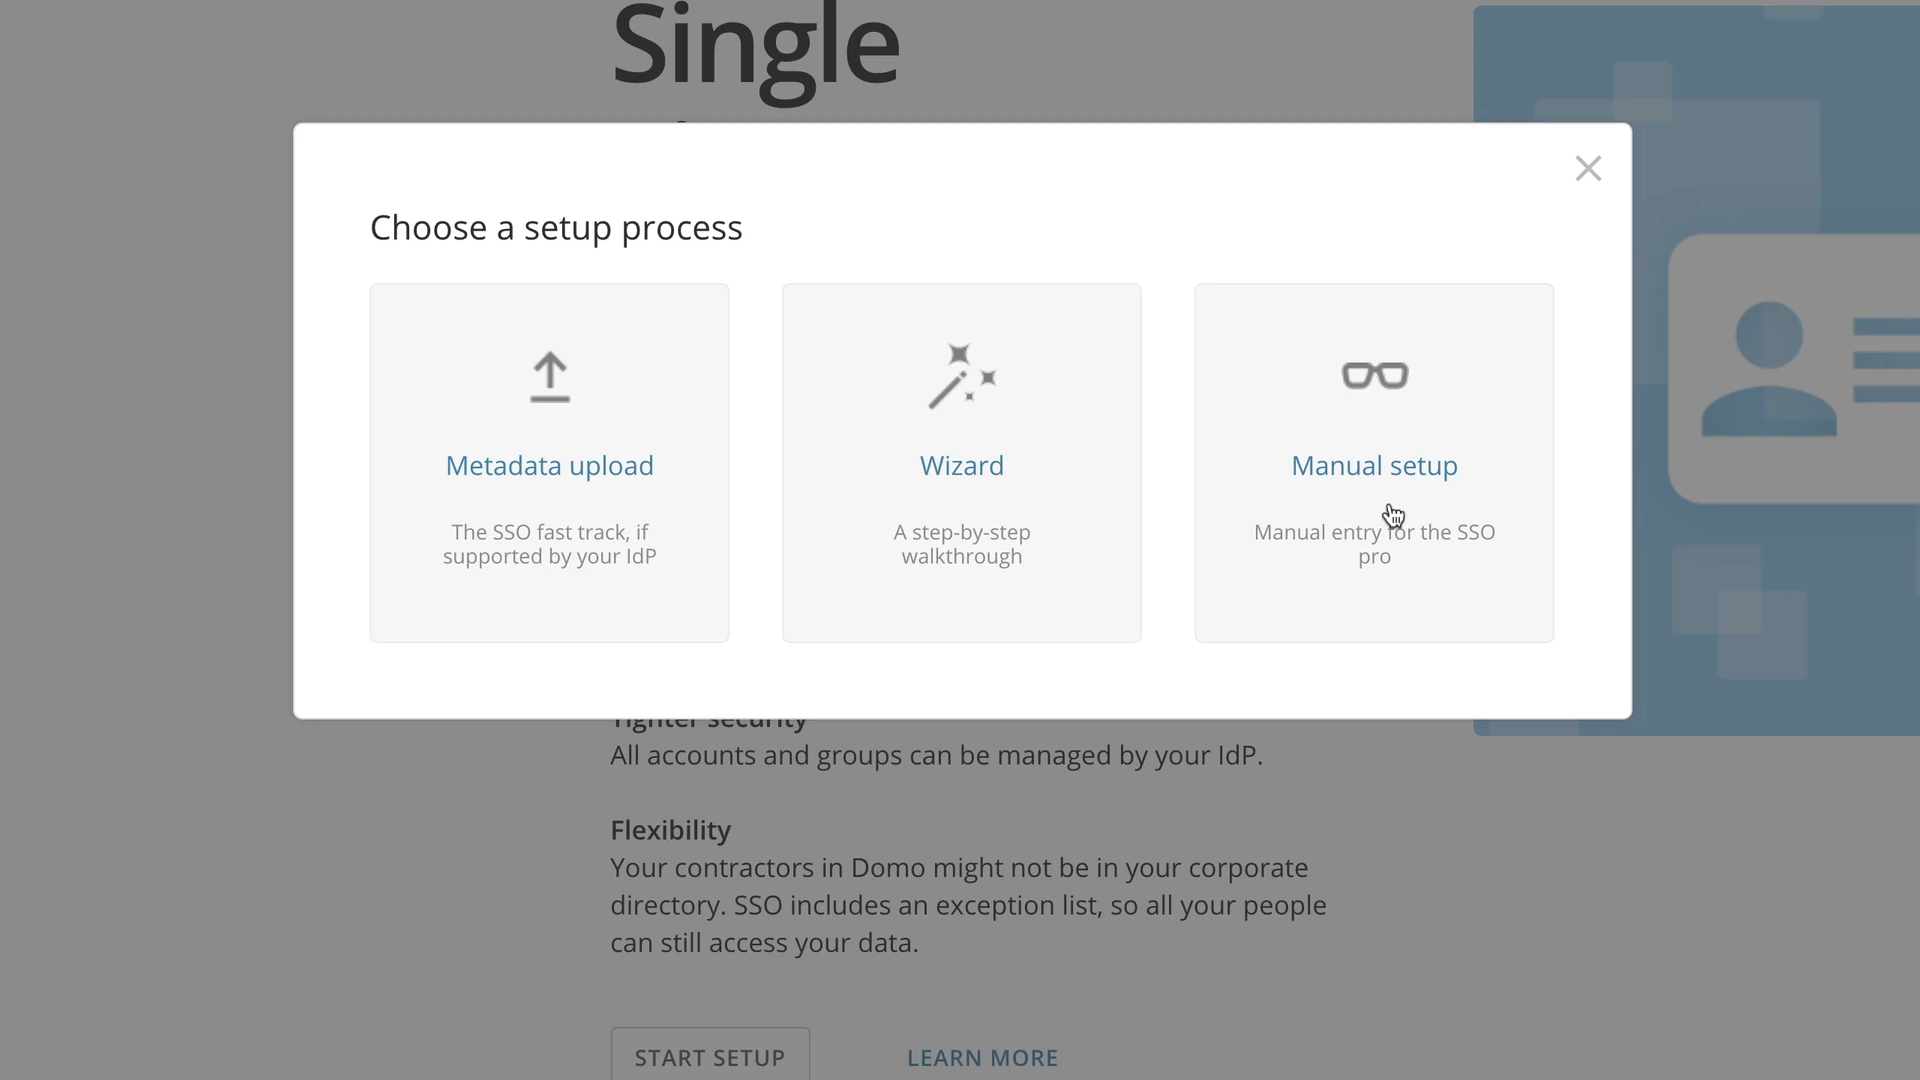 Single
Choose a setup process
Metadata upload
The SSO fast track, if
supported by your IdP
Wizard
A step-by-step
walkthrough
Manual setup
Manual entry for the SSO
pro
Tighter security
All accounts and groups can be managed by your IdP.
Flexibility
Your contractors in Domo might not be in your corporate
directory. SSO includes an exception list, so all your people
can still access your data.
START SETUP
LEARN MORE